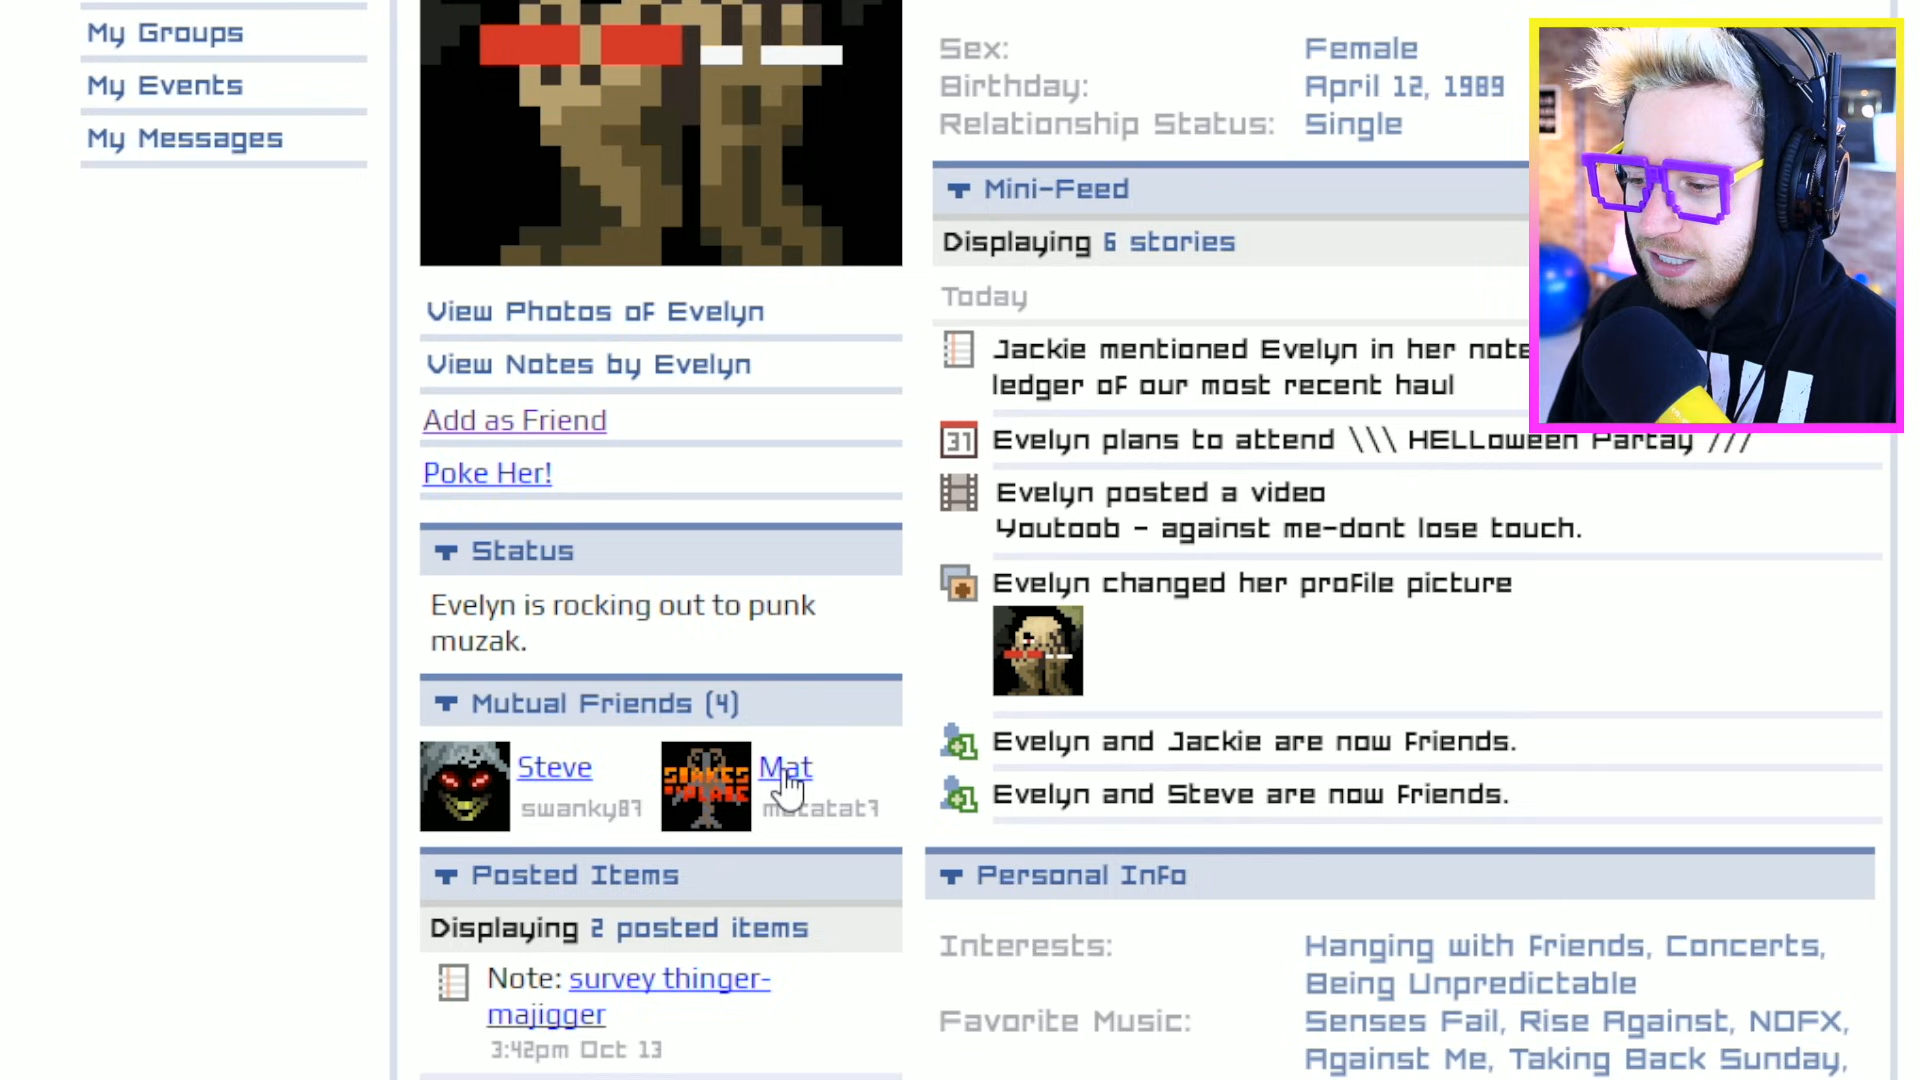 My Groups
My Events
My Messages
View Photos of Evelyn
View Notes by Evelyn
Add as Friend
Poke Her!
Status
Evelyn is rocking out to punk
muzak.
Mutual Friends (4)
Steve
swanky87
Mat
matatat7
Posted Items
Displaying 2 posted items
Note: survey thinger-
majigger
3:42pm Oct 13
Sex: Female
Birthday: April 12, 1989
Relationship Status: Single
Mini-Feed
Displaying 6 stories
Today
Jackie mentioned Evelyn in her note
ledger of our most recent haul
31
Evelyn plans to attend \\\ HELLoween Partay ///
Evelyn posted a video
Youtoob - against me-dont lose touch.
Evelyn changed her profile picture
Evelyn and Jackie are now friends.
Evelyn and Steve are now friends.
Personal Info
Interests: Hanging with Friends, Concerts,
Being Unpredictable
Favorite Music: Senses Fail, Rise Against, NOFX,
Against Me, Taking Back Sunday,